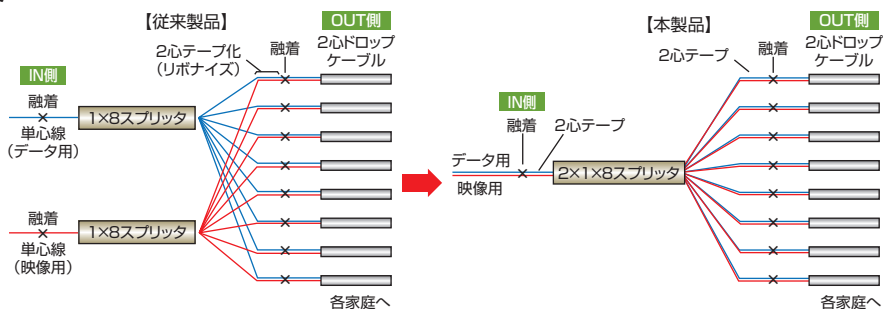 【従来製品】
OUT側
2心ドロップ
ケーブル
2心テープ化
(リボナイズ)
融着
IN側
融着
1×8スプリッタ
単心線
(データ用)
融着
1×8スプリッタ
単心線
(映像用)
各家庭へ
【本製品】
OUT側
2心ドロップ
ケーブル
2心テープ
融着
IN側
融着
2心テープ
データ用
2×1×8スプリッタ
映像用
各家庭へ